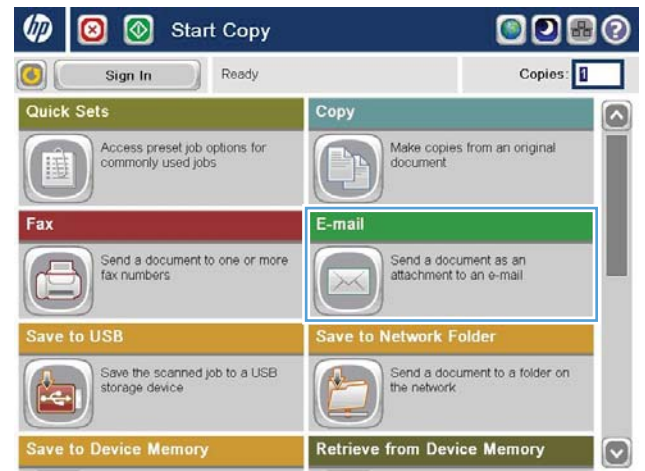 hp
Start Copy
?
Sign In
Ready
Copies: 1
Quick Sets
Access preset job options for
commonly used jobs
Copy
Make copies from an original
document
Fax
Send a document to one or more
fax numbers
E-mail
Send a document as an
attachment to an e-mail
Save to USB
Save the scanned job to a USB
storage device
Save to Network Folder
Send a document to a folder on
the network
Save to Device Memory
Retrieve from Device Memory